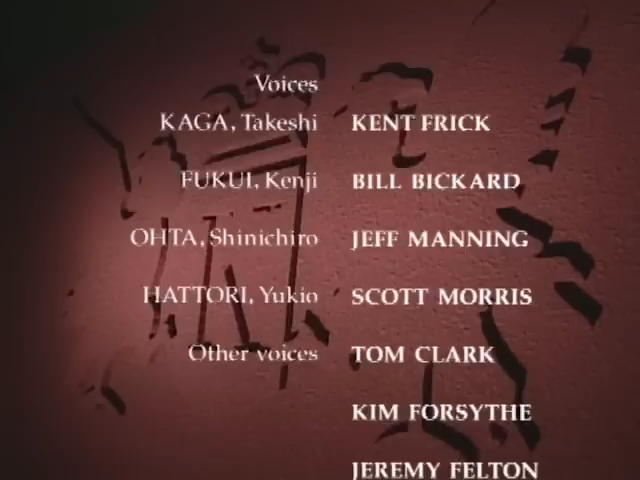 Voices
KAGA, Takeshi KENT FRICK
FUKUI, Kenji BILL BICKARD
OHTA, Shinichiro JEFF MANNING
HATTORI, Yukio SCOTT MORRIS
Other voices TOM CLARK
KIM FORSYTHE
JEREMY FELTON